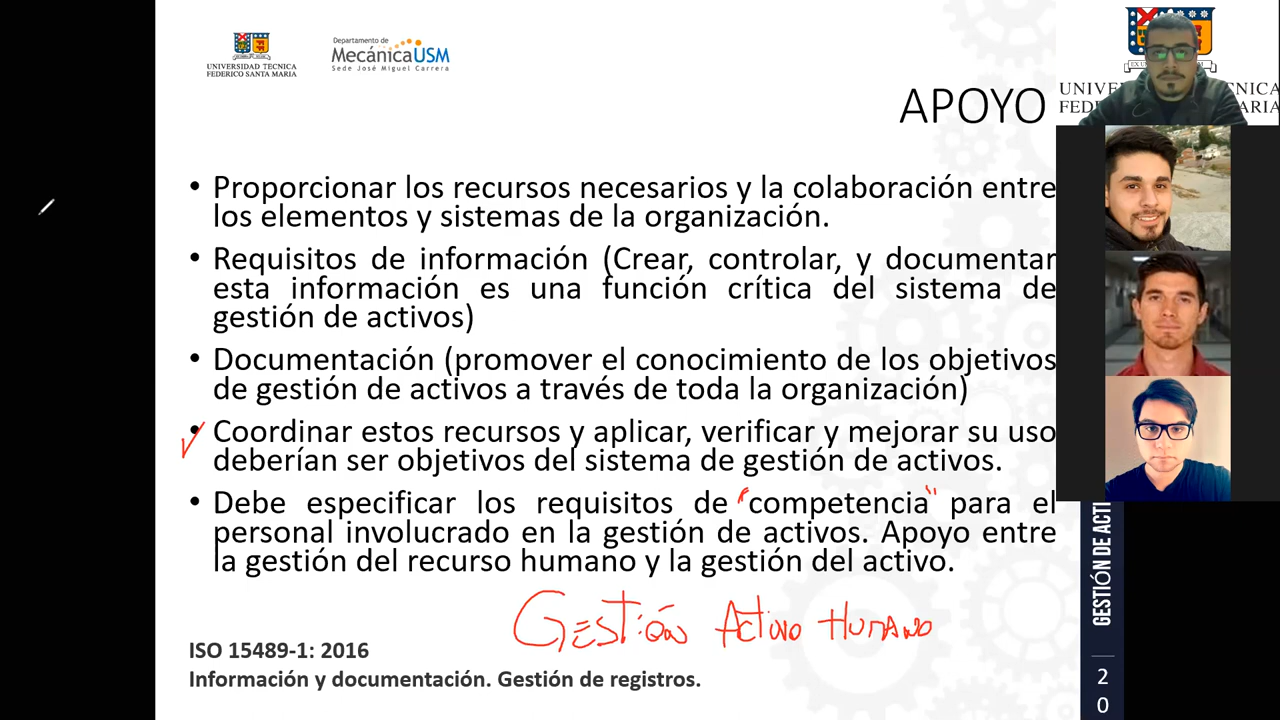 UNIVERSIDAD TECNICA
FEDERICO SANTA MARIA
Departamento de
MecánicaUSM
Sede José Miguel Carrera
APOYO
• Proporcionar los recursos necesarios y la colaboración entre
los elementos y sistemas de la organización.
• Requisitos de información (Crear, controlar, y documentar
esta información es una función crítica del sistema de
gestión de activos)
• Documentación (promover el conocimiento de los objetivos
de gestión de activos a través de toda la organización)
• Coordinar estos recursos y aplicar, verificar y mejorar su uso
deberían ser objetivos del sistema de gestión de activos.
• Debe especificar los requisitos de "competencia" para el
personal involucrado en la gestión de activos. Apoyo entre
la gestión del recurso humano y la gestión del activo.
GESTIÓN ACTIVO HUMANO
ISO 15489-1: 2016
Información y documentación. Gestión de registros.
GESTIÓN DE ACTI
20